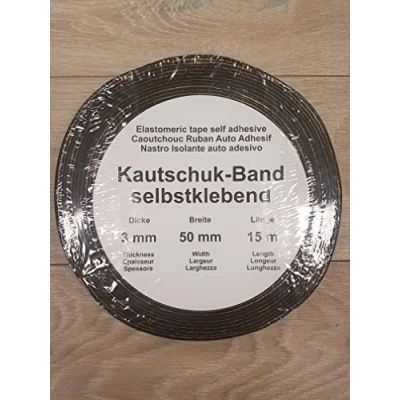 Elastomeric tape self adhesive
Caoutchouc Ruban Auto Adhesif
Nastro Isolante auto adesivo
Kautschuk-Band
selbstklebend
Dicke Breite Länge
3 mm 50 mm 15 m
Thickness Width Length
Epaisseur Largeur Longeur
Spessore Larghezza Lunghezza